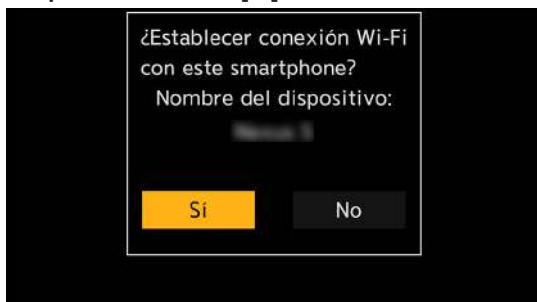 ¿Establecer conexión Wi-Fi
con este smartphone?
Nombre del dispositivo:
Sí
No